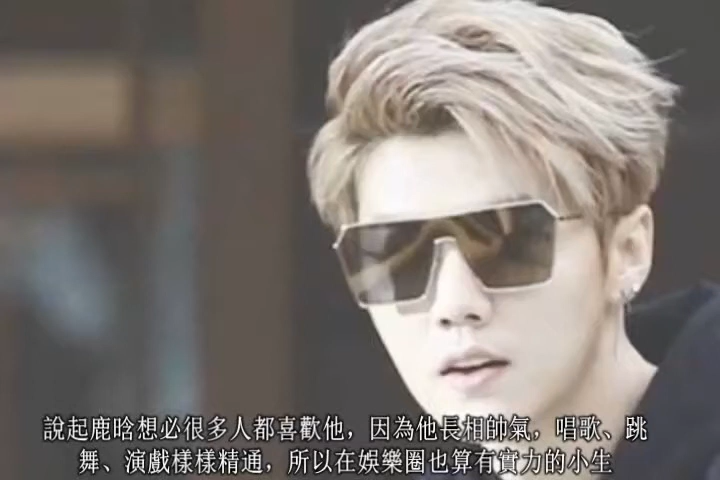 說起鹿晗想必很多人都喜歡他，因為他長相帥氣，唱歌、跳
舞、演戲樣樣精通，所以在娛樂圈也算有實力的小生